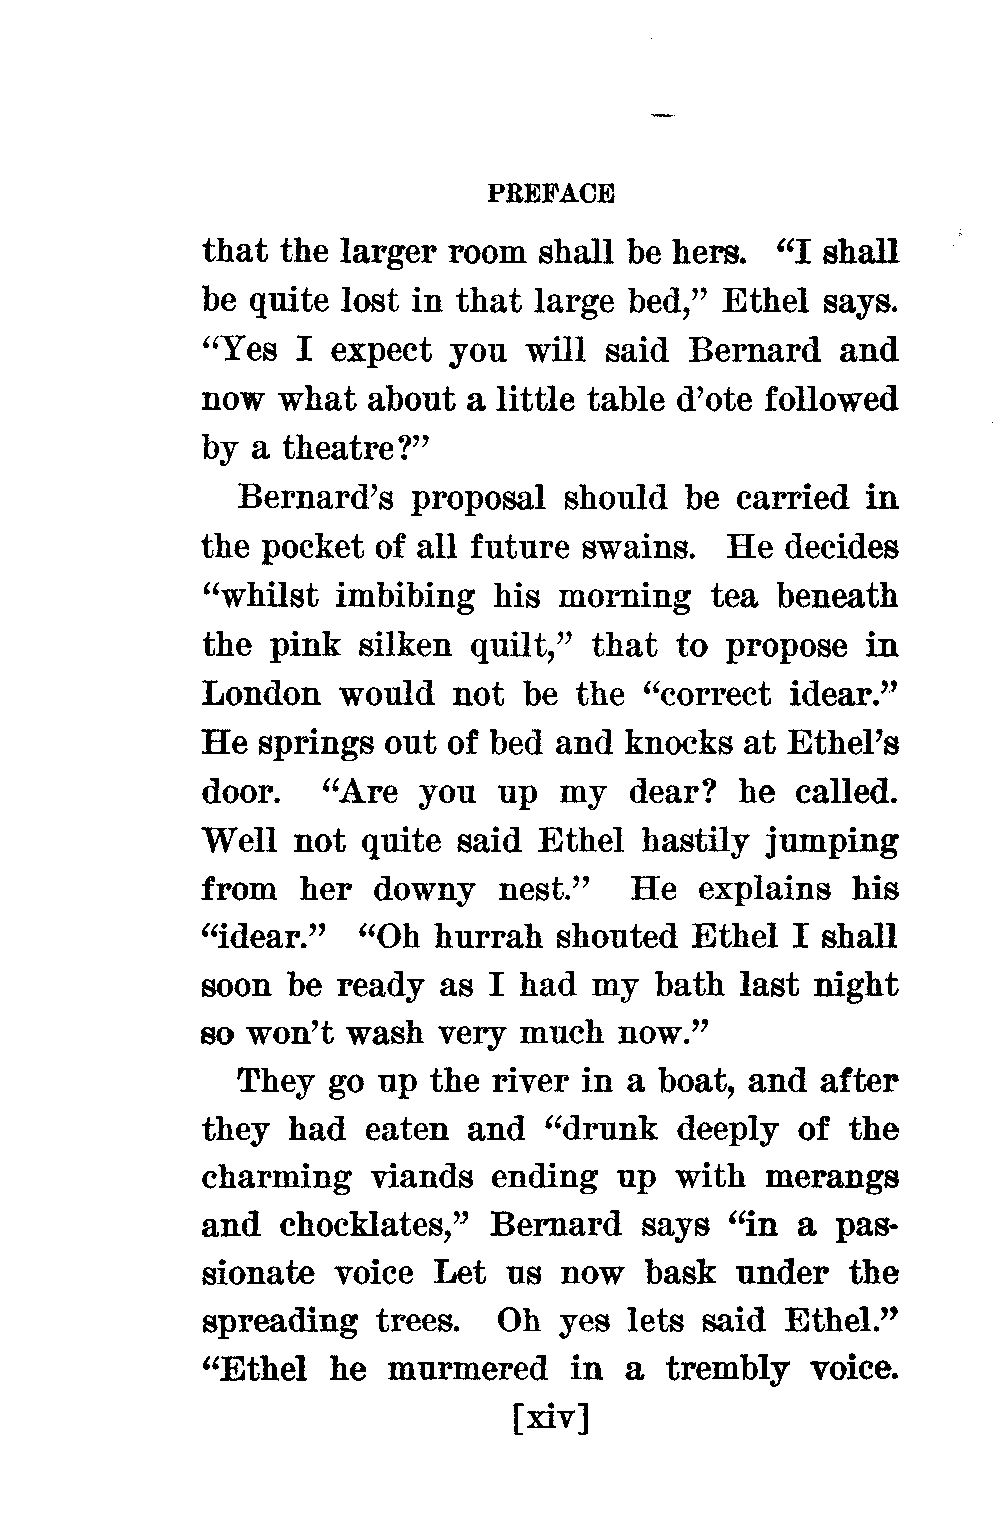 PREFACE
that the larger room shall be hers. “I shall
be quite lost in that large bed,” Ethel says.
“Yes I expect you will said Bernard and
now what about a little table d’ote followed
by a theatre?”
Bernard’s proposal should be carried in
the pocket of all future swains. He decides
“whilst imbibing his morning tea beneath
the pink silken quilt,” that to propose in
London would not be the “correct idear.”
He springs out of bed and knocks at Ethel’s
door. “Are you up my dear? he called.
Well not quite said Ethel hastily jumping
from her downy nest.” He explains his
“idear.” “Oh hurrah shouted Ethel I shall
soon be ready as I had my bath last night
so won’t wash very much now.”
They go up the river in a boat, and after
they had eaten and “drunk deeply of the
charming viands ending up with merangs
and chocklates,” Bernard says “in a pas-
sionate voice Let us now bask under the
spreading trees. Oh yes lets said Ethel.”
“Ethel he murmered in a trembly voice.
[xiv]